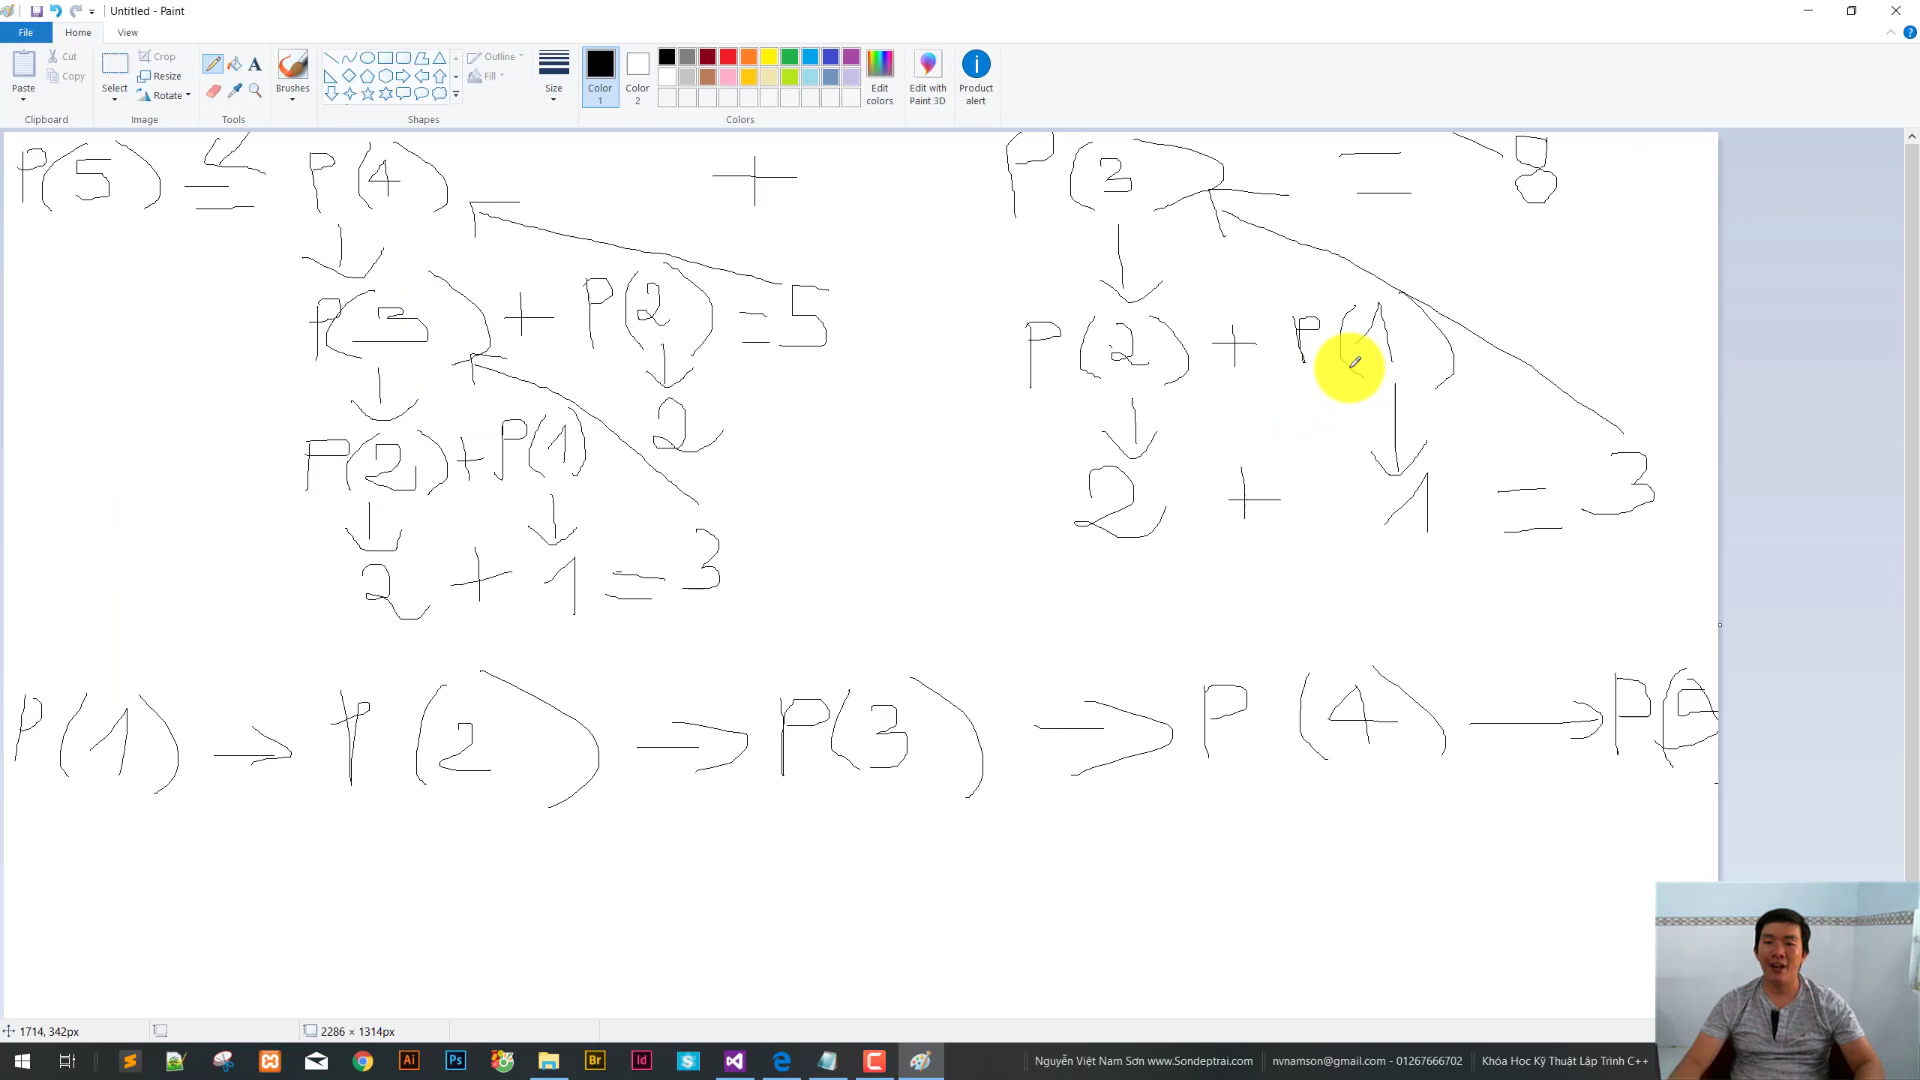 Untitled - Paint
File Home View
Paste Cut Copy Clipboard
Select Crop Resize Rotate Image
Tools
Brushes
Outline Fill Shapes
Size
Color 1 Color 2 Edit colors Colors
Edit with Paint 3D
Product alert
P(5) = P(4) + P(3) = 8
P(3) + P(2) = 5
P(2) + P(1)
P(2) + P(1)
2
2 + 1 = 3
2 + 1 = 3
P(1) → P(2) → P(3) → P(4) → P(5
1714, 342px 2286 × 1314px
Ai Ps Br Id
Nguyễn Việt Nam Sơn www.Sondeptrai.com nvnamson@gmail.com - 01267666702 Khóa Học Kỹ Thuật Lập Trình C++